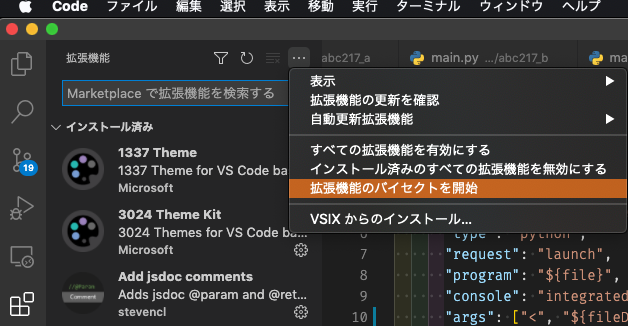 Code ファイル 編集 選択 表示 移動 実行 ターミナル ウィンドウ ヘルプ
拡張機能
abc217_a
main.py .../abc217_b
ma
Marketplace で拡張機能を検索する
インストール済み
1337 Theme
1337 Theme for VS Code ba...
Microsoft
3024 Theme Kit
3024 Themes for VS Code ba...
Microsoft
//@Param
Comment
Add jsdoc comments
Adds jsdoc @param and @ret...
stevencl
19
表示
拡張機能の更新を確認
自動更新拡張機能
すべての拡張機能を有効にする
インストール済みのすべての拡張機能を無効にする
拡張機能のバイセクトを開始
VSIX からのインストール...
"type": "python",
7 "request": "launch",
8 "program": "${file}",
9 "console": "integrated
10 "args": ["<", "${fileD